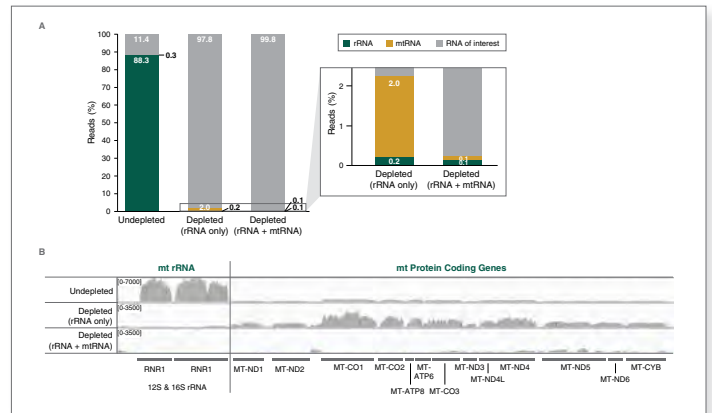 A
100
90
80
70
60
50
40
30
20
10
0
Reads (%)
11.4
88.3
0.3
97.8
2.0
0.2
99.8
0.1
0.1
Undepleted
Depleted
(rRNA only)
Depleted
(rRNA + mtRNA)
rRNA
mtRNA
RNA of interest
Reads (%)
2
1
0
2.0
0.2
0.1
0.1
Depleted
(rRNA only)
Depleted
(rRNA + mtRNA)
B
mt rRNA
mt Protein Coding Genes
Undepleted
[0-7000]
Depleted
(rRNA only)
[0-3500]
Depleted
(rRNA + mtRNA)
[0-3500]
RNR1 RNR1 MT-ND1 MT-ND2 MT-CO1 MT-CO2 MT-
ATP6 MT-ND3 MT-ND4 MT-ND5 MT-CYB
MT-ND4L MT-ND6
12S & 16S rRNA
MT-ATP8 MT-CO3